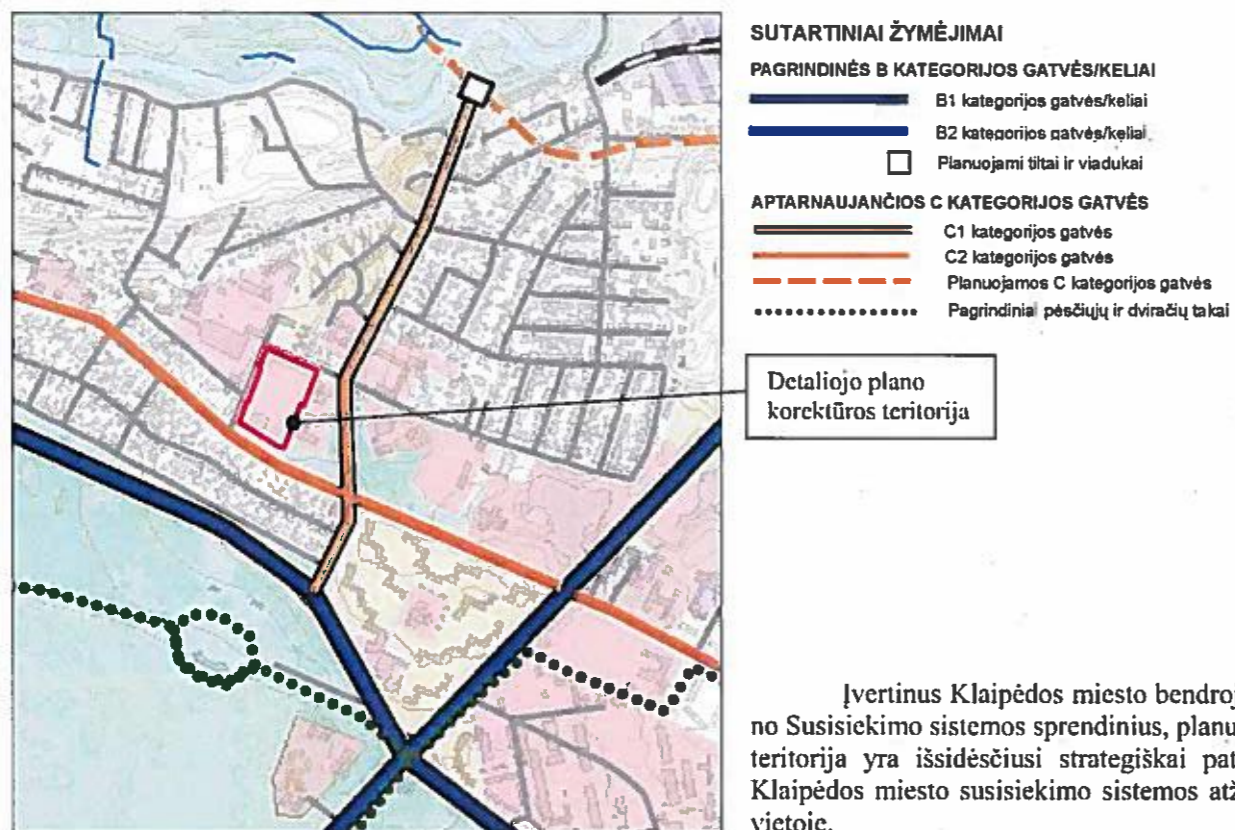 SUTARTINIAI ŽYMĖJIMAI
PAGRINDINĖS B KATEGORIJOS GATVĖS/KELIAI
B1 kategorijos gatvės/keliai
B2 kategorijos gatvės/keliai
Planuojami tiltai ir viadukai
APTARNAUJANČIOS C KATEGORIJOS GATVĖS
C1 kategorijos gatvės
C2 kategorijos gatvės
Planuojamos C kategorijos gatvės
Pagrindiniai pėsčiųjų ir dviračių takai
Detaliojo plano
korektūros teritorija
Įvertinus Klaipėdos miesto bendroj
no Susisiekimo sistemos sprendinius, planu
teritorija yra išsidėsčiusi strategiškai pat
Klaipėdos miesto susisiekimo sistemos atž
vietoje.